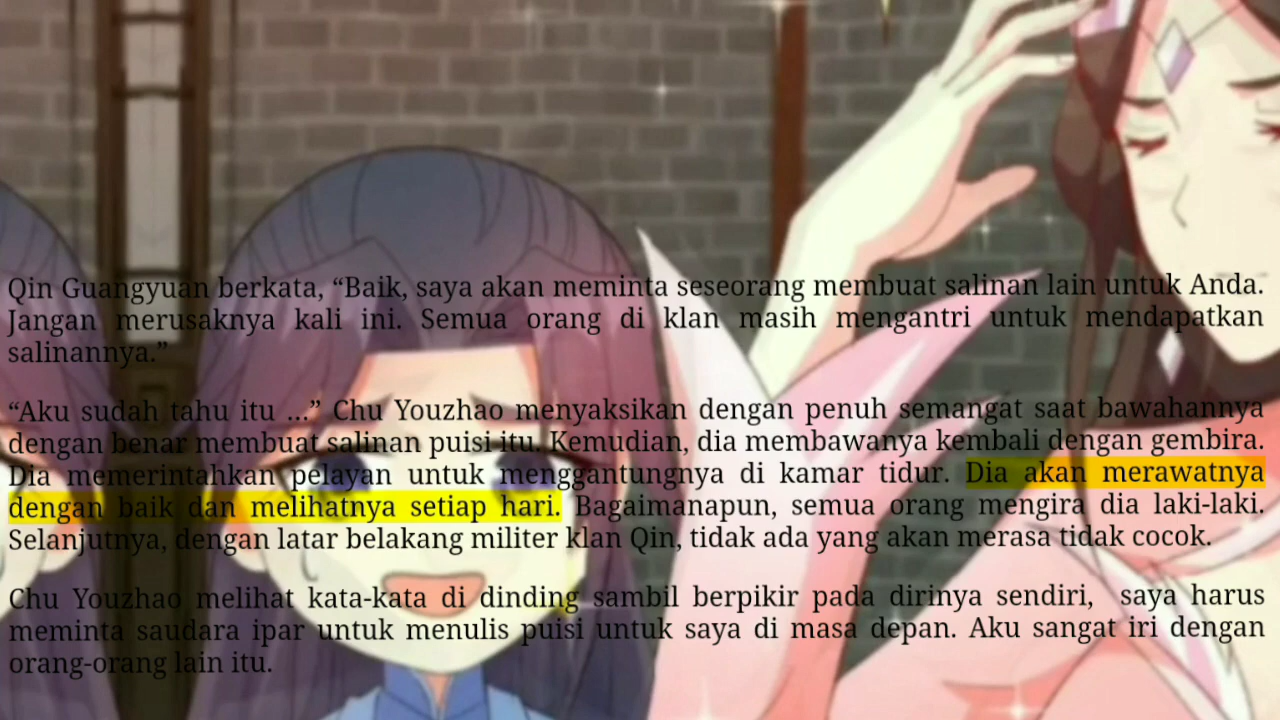 Qin Guangyuan berkata, “Baik, saya akan meminta seseorang membuat salinan lain untuk Anda.
Jangan merusaknya kali ini. Semua orang di klan masih mengantri untuk mendapatkan
salinannya.”
“Aku sudah tahu itu …” Chu Youzhao menyaksikan dengan penuh semangat saat bawahannya
dengan benar membuat salinan puisi itu. Kemudian, dia membawanya kembali dengan gembira.
Dia memerintahkan pelayan untuk menggantungnya di kamar tidur. Dia akan merawatnya
dengan baik dan melihatnya setiap hari. Bagaimanapun, semua orang mengira dia laki-laki.
Selanjutnya, dengan latar belakang militer klan Qin, tidak ada yang akan merasa tidak cocok.
Chu Youzhao melihat kata-kata di dinding sambil berpikir pada dirinya sendiri, saya harus
meminta saudara ipar untuk menulis puisi untuk saya di masa depan. Aku sangat iri dengan
orang-orang lain itu.